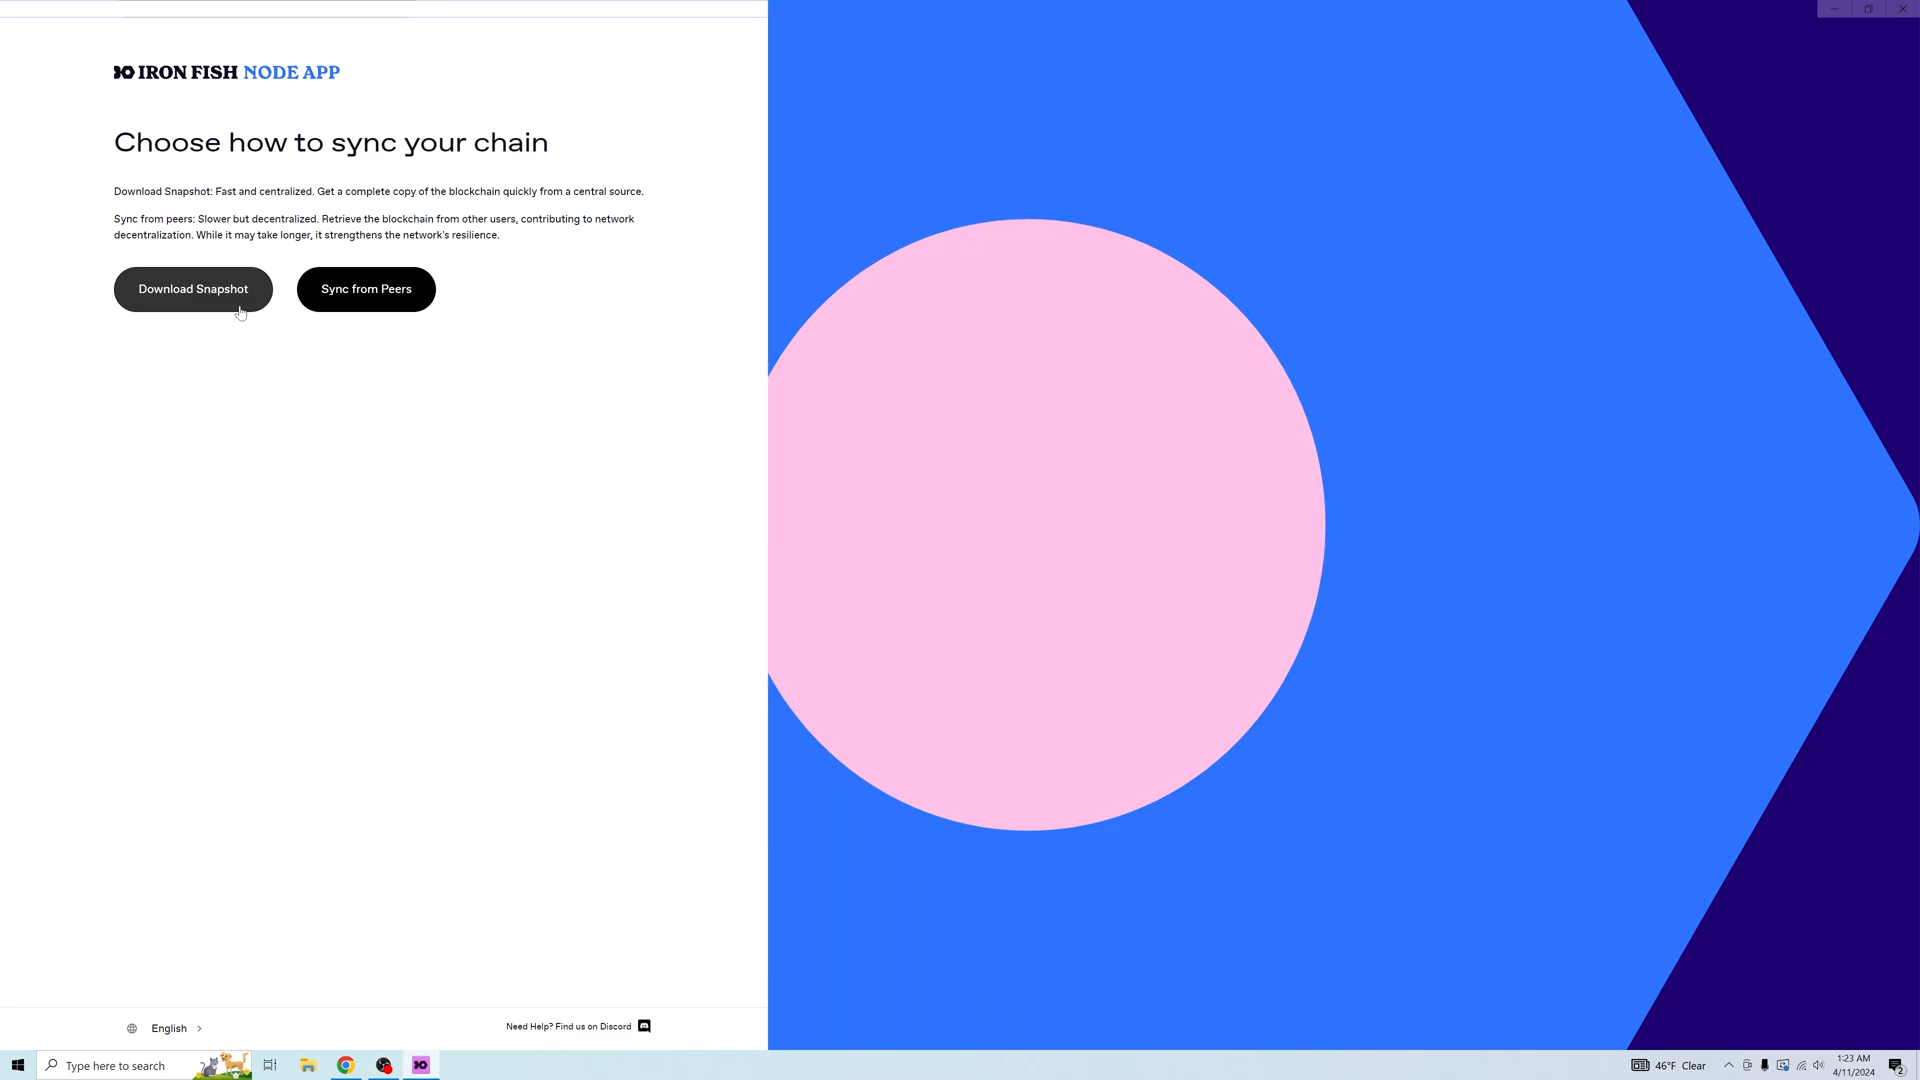 IRON FISH NODE APP
Choose how to sync your chain
Download Snapshot: Fast and centralized. Get a complete copy of the blockchain quickly from a central source.
Sync from peers: Slower but decentralized. Retrieve the blockchain from other users, contributing to network
decentralization. While it may take longer, it strengthens the network's resilience.
Download Snapshot
Sync from Peers
English
Need Help? Find us on Discord
Type here to search
46°F Clear
1:23 AM
4/11/2024
2